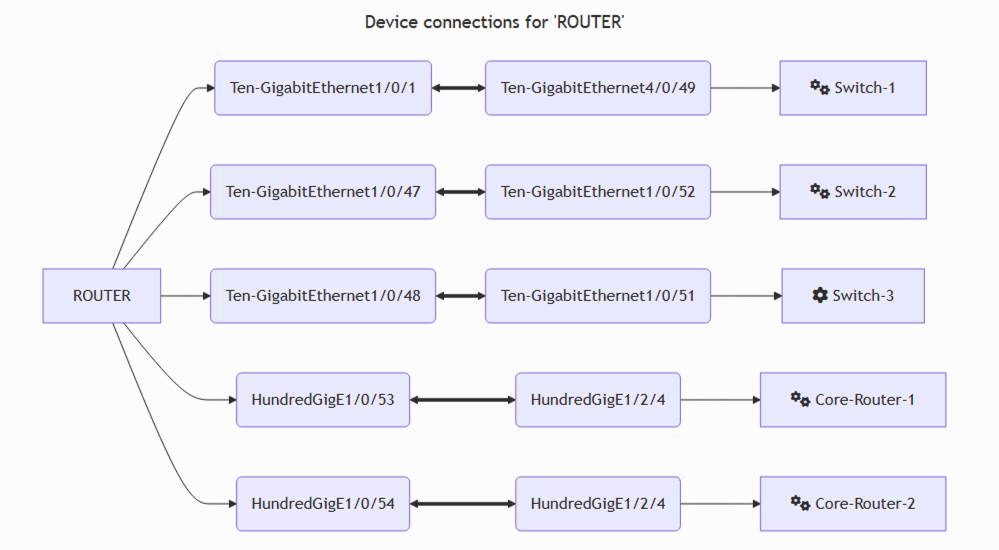 Device connections for 'ROUTER'
Ten-GigabitEthernet1/0/1 Ten-GigabitEthernet4/0/49 Switch-1
Ten-GigabitEthernet1/0/47 Ten-GigabitEthernet1/0/52 Switch-2
ROUTER Ten-GigabitEthernet1/0/48 Ten-GigabitEthernet1/0/51 Switch-3
HundredGigE1/0/53 HundredGigE1/2/4 Core-Router-1
HundredGigE1/0/54 HundredGigE1/2/4 Core-Router-2